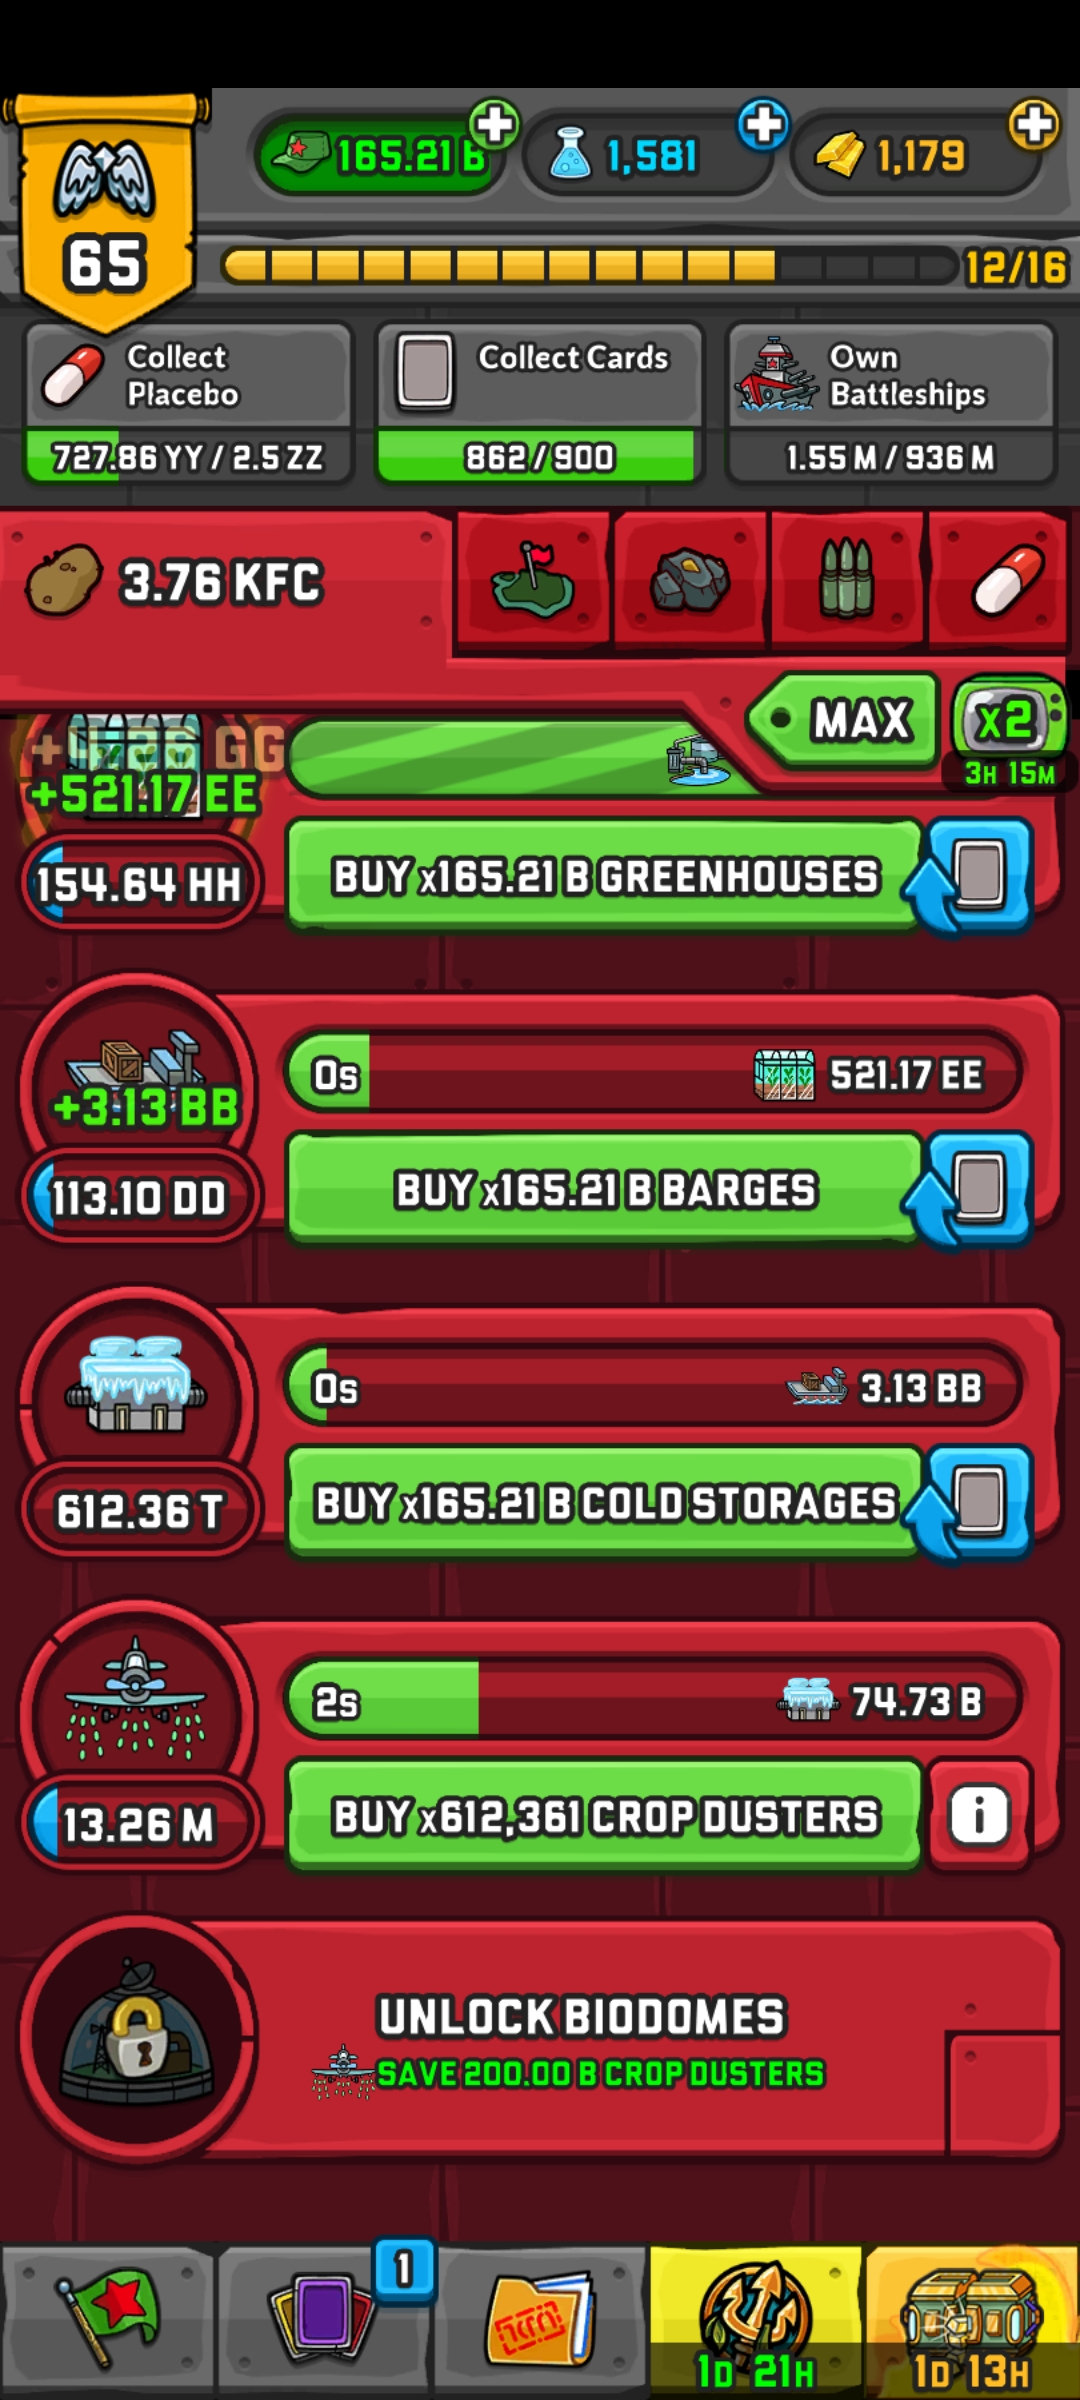 165.21 B
1,581
1,179
65
12/16
Collect
Placebo
727.86 YY / 2.5 ZZ
Collect Cards
862/900
Own
Battleships
1.55 M / 936 M
3.76 KFC
MAX
x2
3H 15M
+521.17 EE
154.64 HH
BUY x165.21 B GREENHOUSES
0s
521.17 EE
+3.13 BB
113.10 DD
BUY x165.21 B BARGES
0s
3.13 BB
612.36 T
BUY x165.21 B COLD STORAGES
2s
74.73 B
13.26 M
BUY x612,361 CROP DUSTERS
i
UNLOCK BIODOMES
SAVE 200.00 B CROP DUSTERS
1
1D 21H
1D 13H